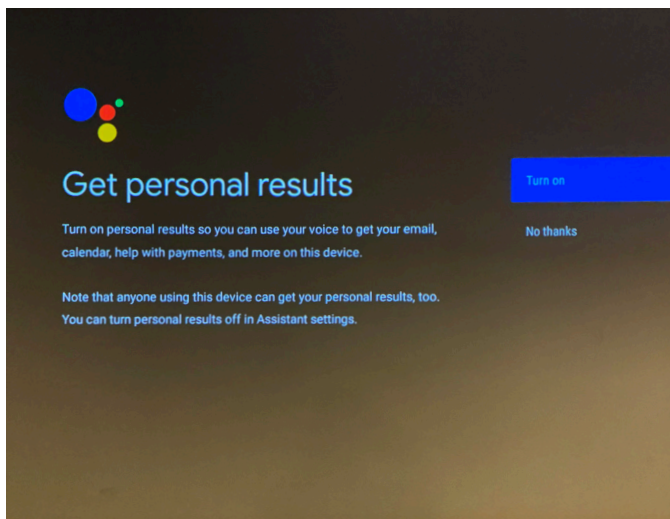 Get personal results
Turn on
Turn on personal results so you can use your voice to get your email,
No thanks
calendar, help with payments, and more on this device.
Note that anyone using this device can get your personal results, too.
You can turn personal results off in Assistant settings.